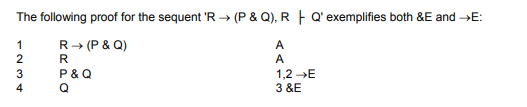 The following proof for the sequent 'R → (P & Q), R ├ Q' exemplifies both &E and →E:
1 R → (P & Q) A
2 R A
3 P & Q 1,2 →E
4 Q 3 &E